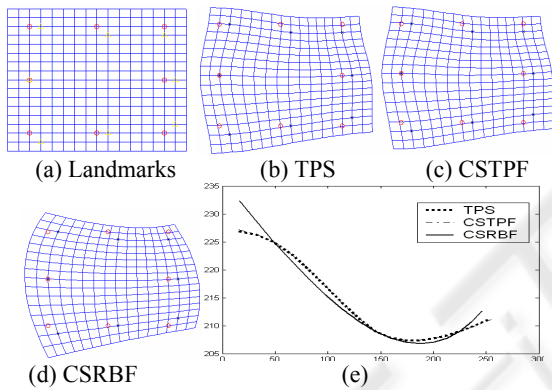 (a) Landmarks
(b) TPS
(c) CSTPF
235
230
225
220
215
210
205
0
50
100
150
200
250
300
TPS
CSTPF
CSRBF
(d) CSRBF
(e)